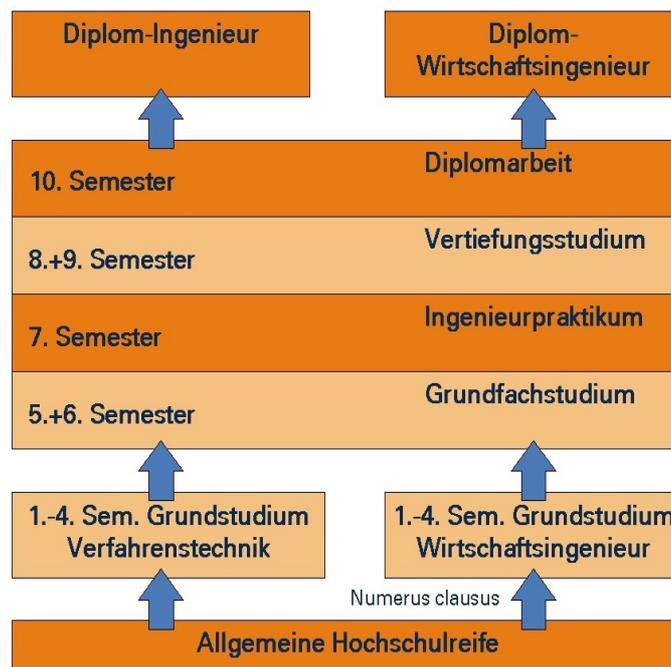 Diplom-Ingenieur
Diplom-
Wirtschaftsingenieur
10. Semester
Diplomarbeit
8.+9. Semester
Vertiefungsstudium
7. Semester
Ingenieurpraktikum
5.+6. Semester
Grundfachstudium
1.-4. Sem. Grundstudium
Verfahrenstechnik
1.-4. Sem. Grundstudium
Wirtschaftsingenieur
Numerus clausus
Allgemeine Hochschulreife